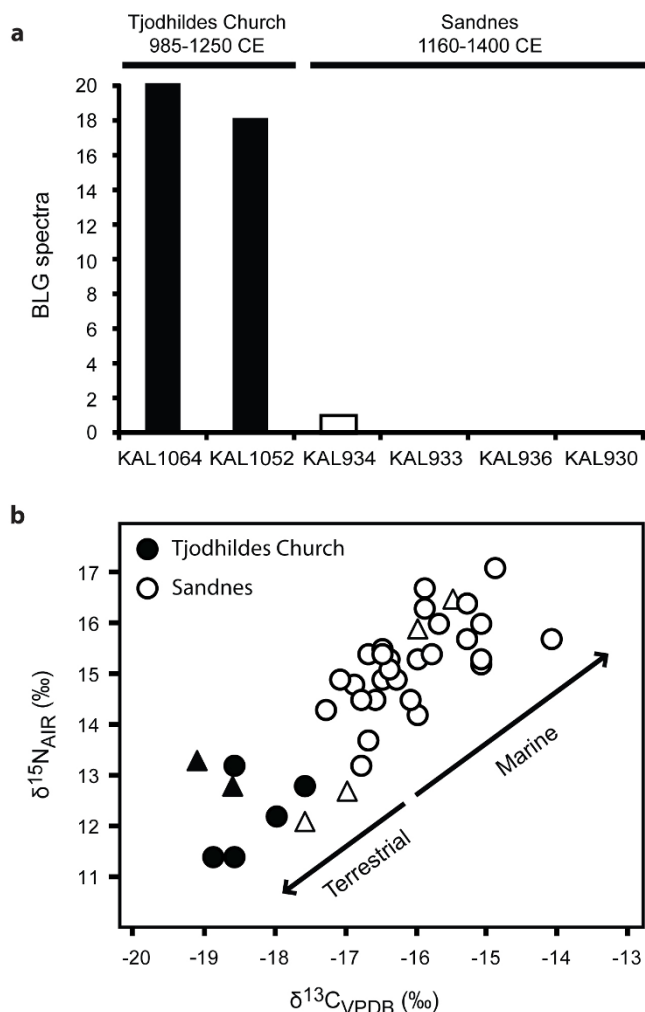 a
Tjodhildes Church
985-1250 CE
Sandnes
1160-1400 CE
BLG spectra
20
18
16
14
12
10
8
6
4
2
0
KAL1064 KAL1052 KAL934 KAL933 KAL936 KAL930
b
Tjodhildes Church
Sandnes
δ15NAIR (‰)
17
16
15
14
13
12
11
Marine
Terrestrial
-20 -19 -18 -17 -16 -15 -14 -13
δ13CVPDB (‰)